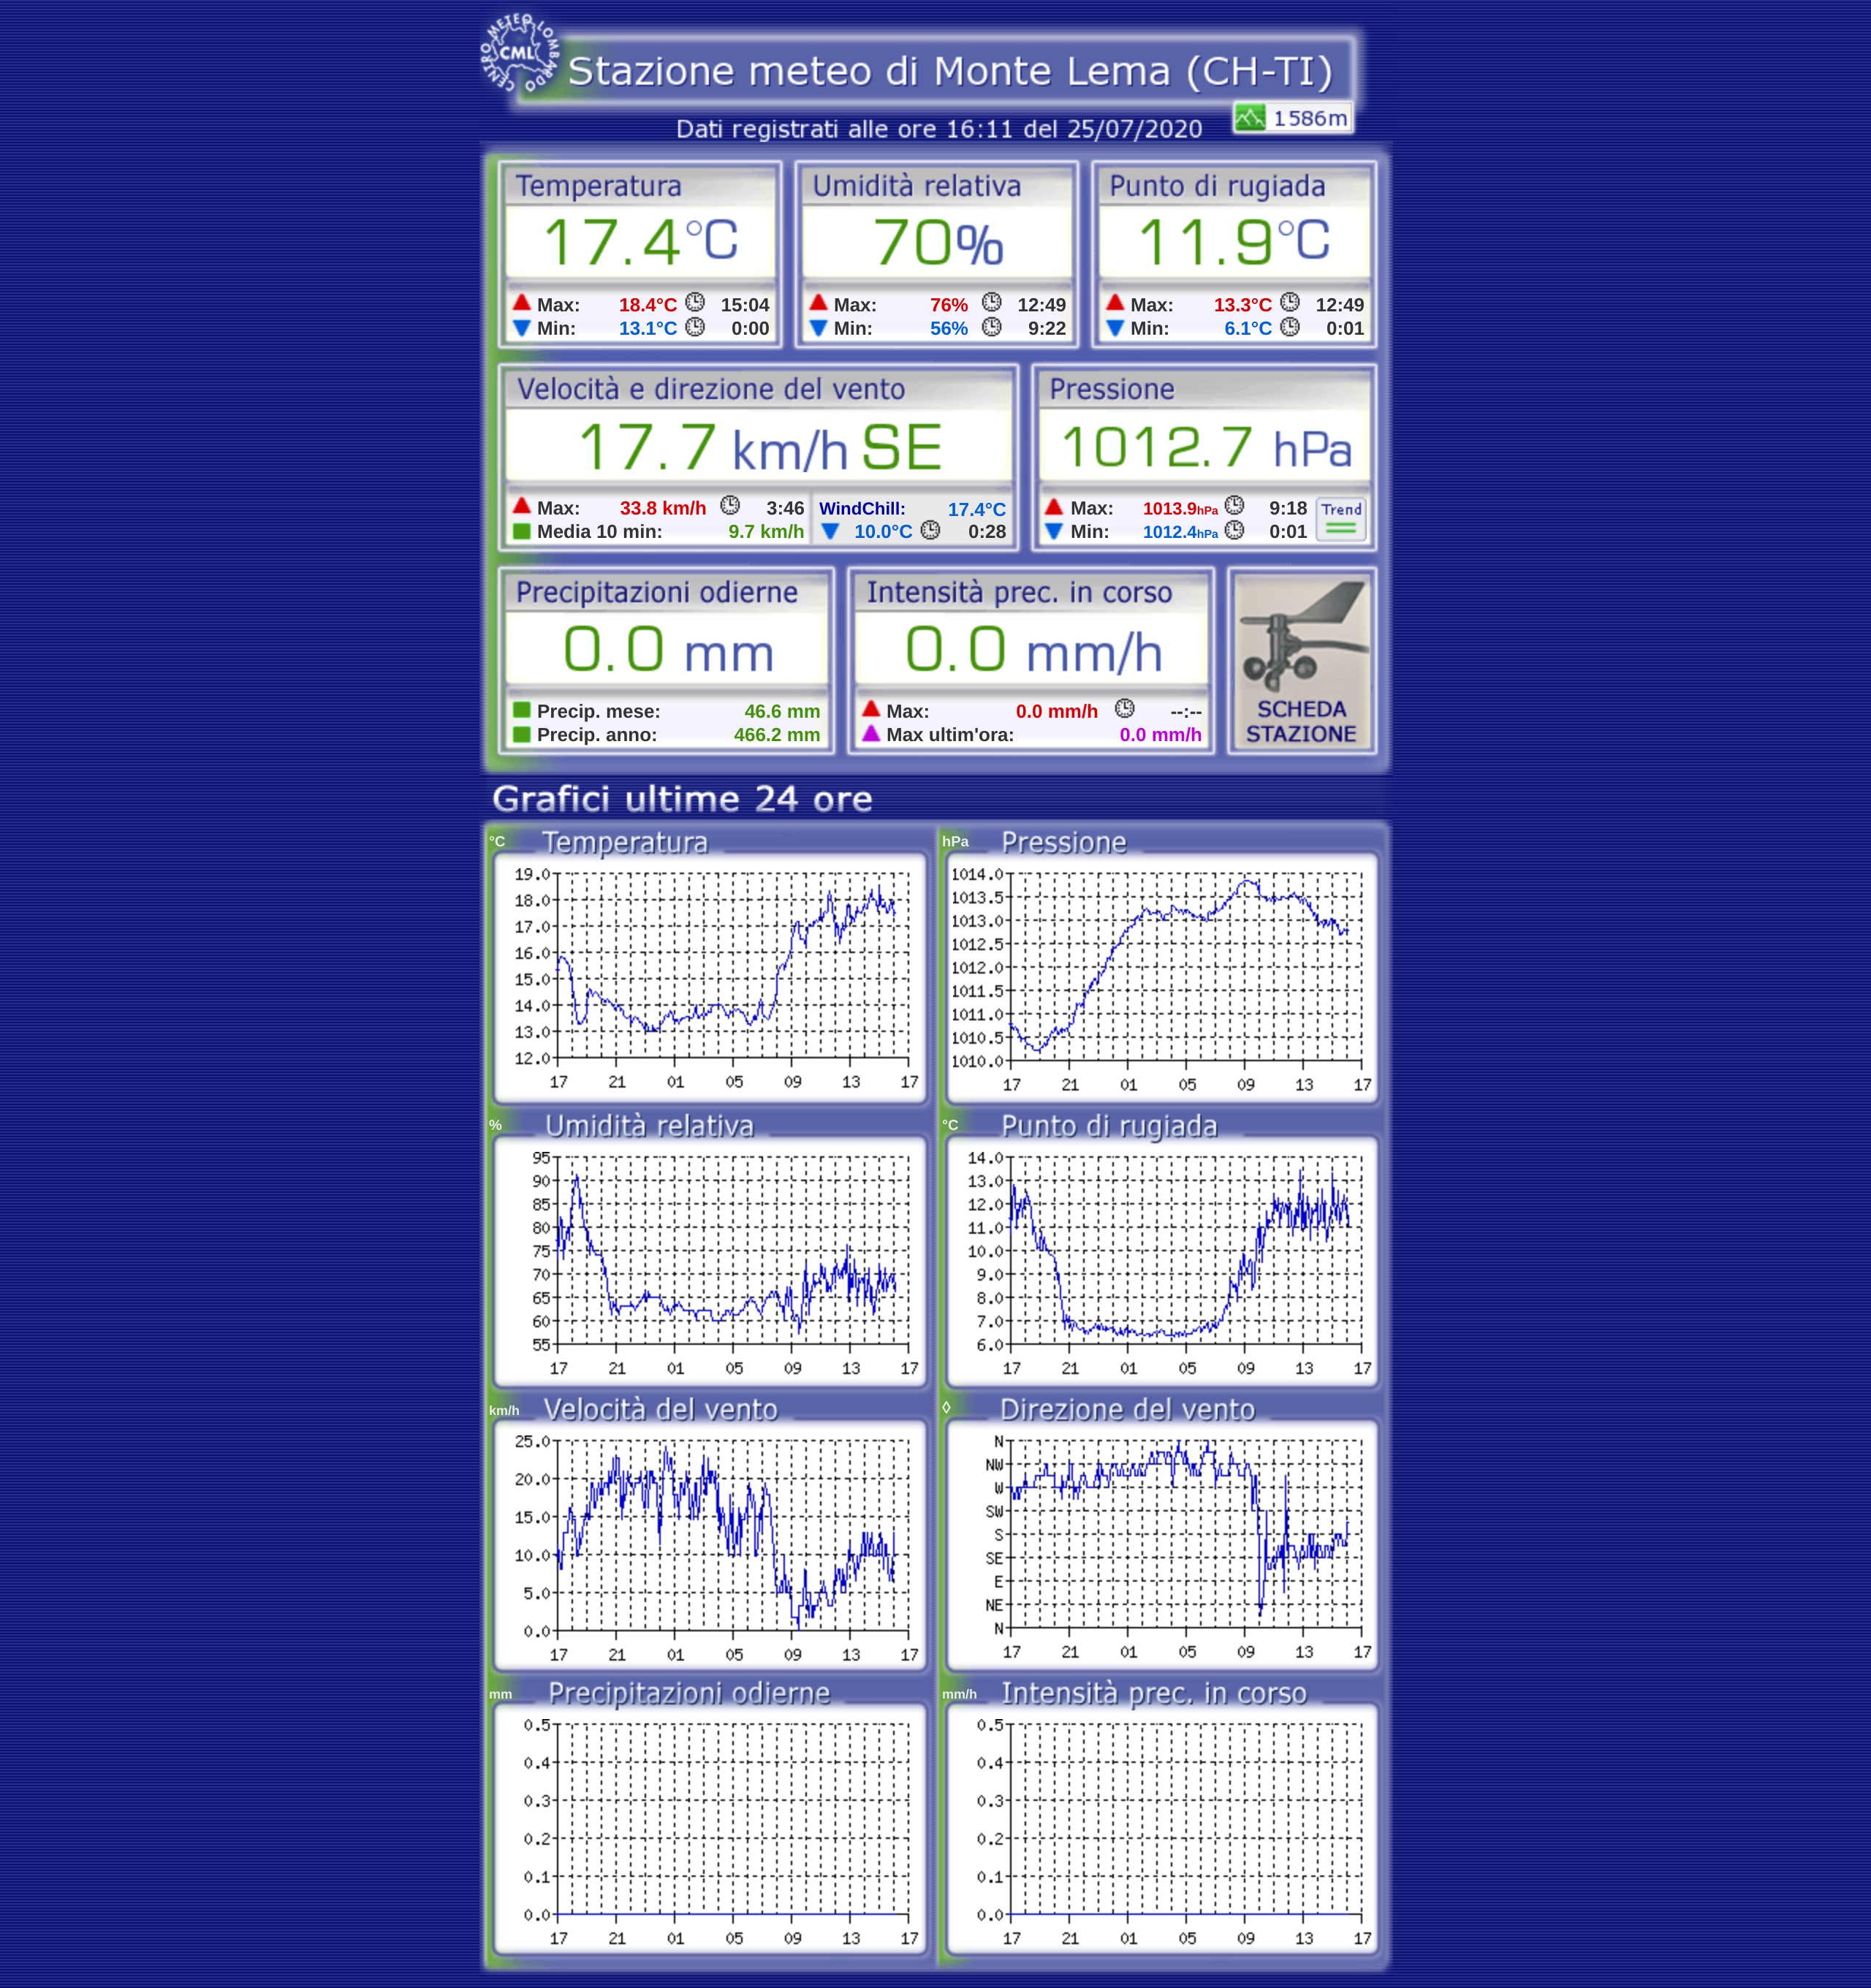 CENTRO METEO LOMBARDO
CML
Stazione meteo di Monte Lema (CH-TI)
1586m
Dati registrati alle ore 16:11 del 25/07/2020
Temperatura Umidità relativa Punto di rugiada
17.4°C 70% 11.9°C
Max: 18.4°C 15:04 Max: 76% 12:49 Max: 13.3°C 12:49
Min: 13.1°C 0:00 Min: 56% 9:22 Min: 6.1°C 0:01
Velocità e direzione del vento Pressione
17.7 km/h SE 1012.7 hPa
Max: 33.8 km/h 3:46 WindChill: 17.4°C Max: 1013.9hPa 9:18 Trend
Media 10 min: 9.7 km/h 10.0°C 0:28 Min: 1012.4hPa 0:01
Precipitazioni odierne Intensità prec. in corso
0.0 mm 0.0 mm/h
Precip. mese: 46.6 mm Max: 0.0 mm/h --:-- SCHEDA
Precip. anno: 466.2 mm Max ultim'ora: 0.0 mm/h STAZIONE
Grafici ultime 24 ore
°C Temperatura
19.0
18.0
17.0
16.0
15.0
14.0
13.0
12.0
17 21 01 05 09 13 17
hPa Pressione
1014.0
1013.5
1013.0
1012.5
1012.0
1011.5
1011.0
1010.5
1010.0
17 21 01 05 09 13 17
% Umidità relativa
95
90
85
80
75
70
65
60
55
17 21 01 05 09 13 17
°C Punto di rugiada
14.0
13.0
12.0
11.0
10.0
9.0
8.0
7.0
6.0
17 21 01 05 09 13 17
km/h Velocità del vento
25.0
20.0
15.0
10.0
5.0
0.0
17 21 01 05 09 13 17
◊ Direzione del vento
N
NW
W
SW
S
SE
E
NE
N
17 21 01 05 09 13 17
mm Precipitazioni odierne
0.5
0.4
0.3
0.2
0.1
0.0
17 21 01 05 09 13 17
mm/h Intensità prec. in corso
0.5
0.4
0.3
0.2
0.1
0.0
17 21 01 05 09 13 17